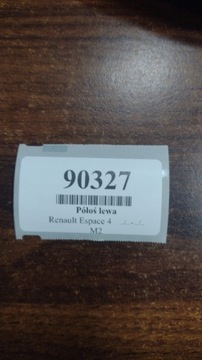 90327
Półoś lewa
Renault Espace 4
M2